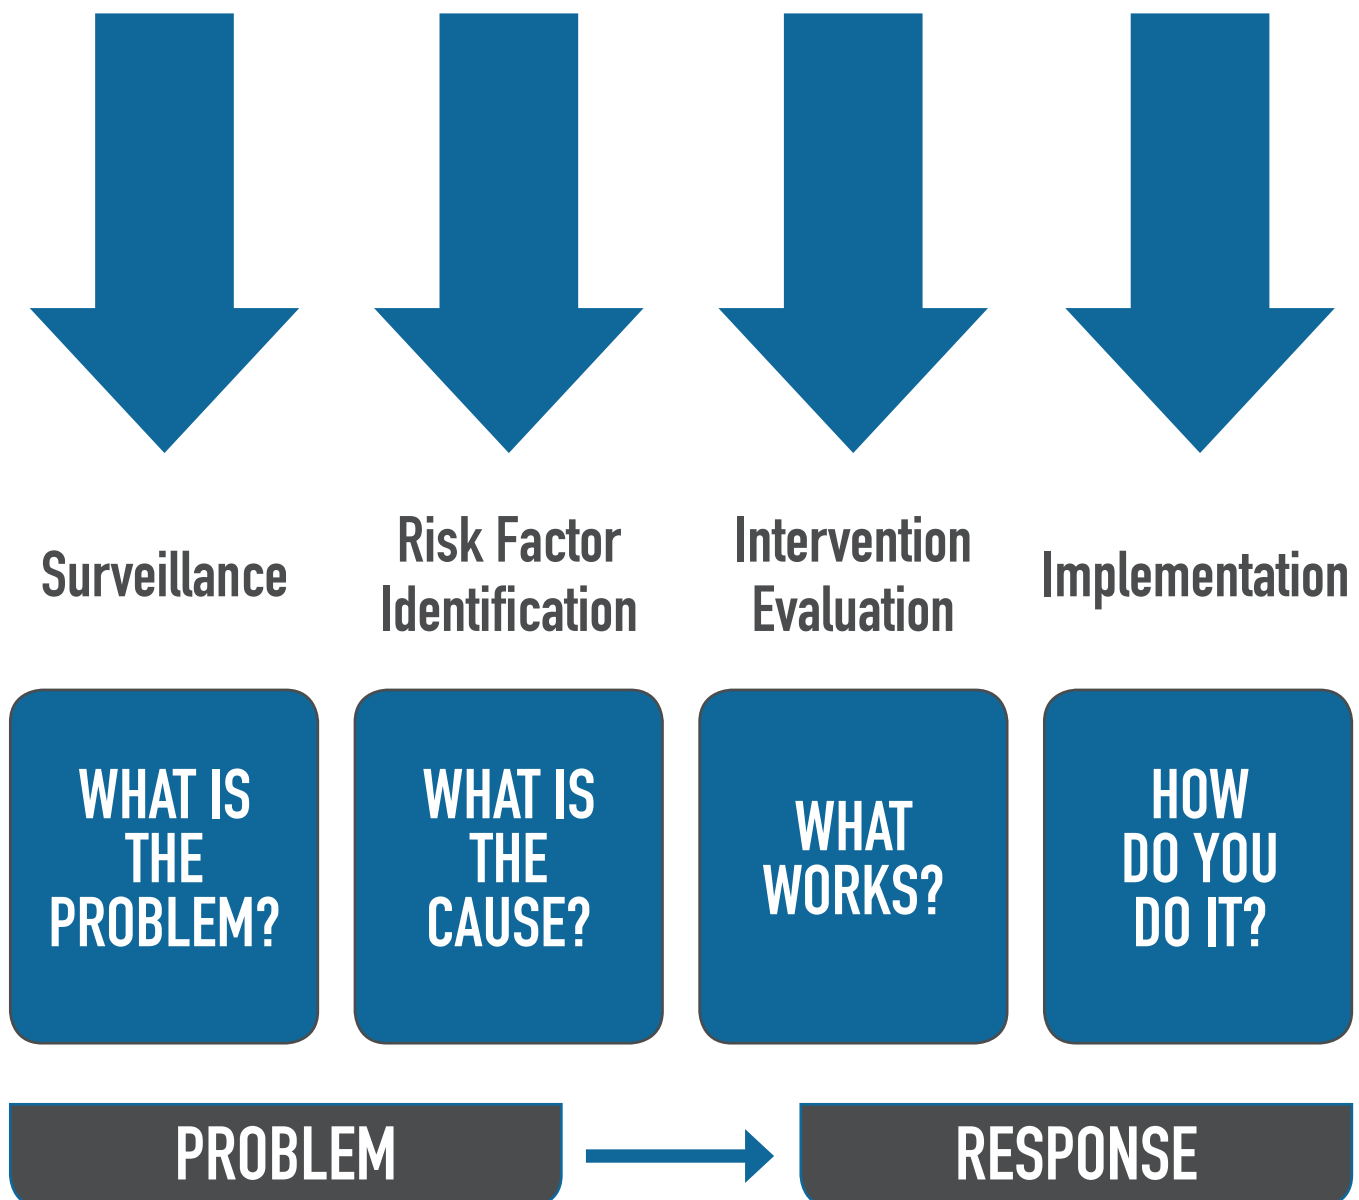 Surveillance
Risk Factor
Identification
Intervention
Evaluation
Implementation
WHAT IS
THE
PROBLEM?
WHAT IS
THE
CAUSE?
WHAT
WORKS?
HOW
DO YOU
DO IT?
PROBLEM
RESPONSE